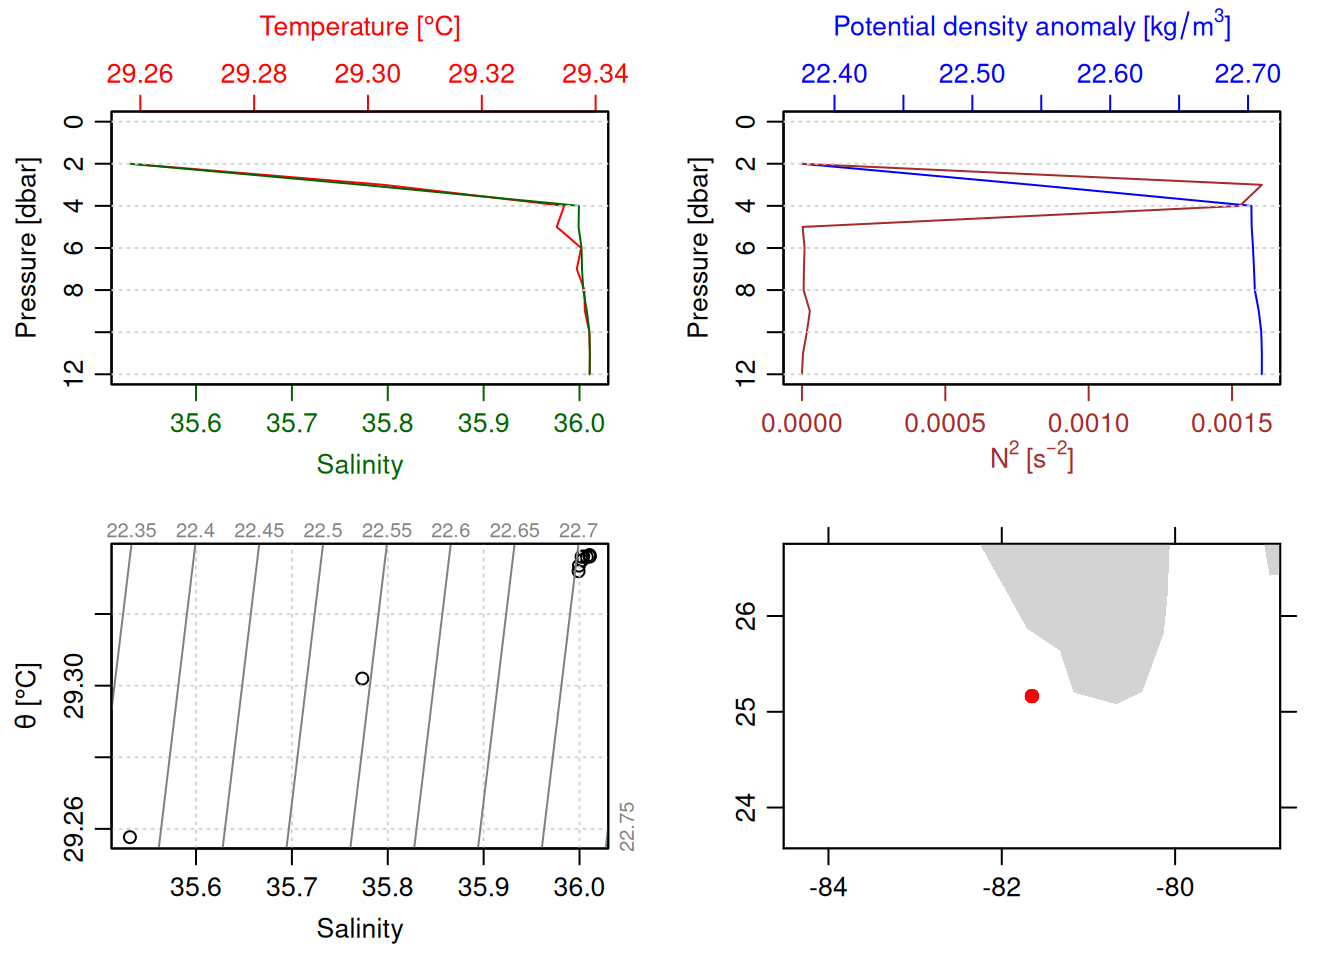 Temperature [°C]
29.26 29.28 29.30 29.32 29.34
Pressure [dbar]
0
2
4
6
8
12
35.6 35.7 35.8 35.9 36.0
Salinity
Potential density anomaly [kg/m³]
22.40 22.50 22.60 22.70
Pressure [dbar]
0
2
4
6
8
12
0.0000 0.0005 0.0010 0.0015
N² [s⁻²]
22.35 22.4 22.45 22.5 22.55 22.6 22.65 22.7
θ [°C]
29.30
29.26
22.75
35.6 35.7 35.8 35.9 36.0
Salinity
26
25
24
-84 -82 -80